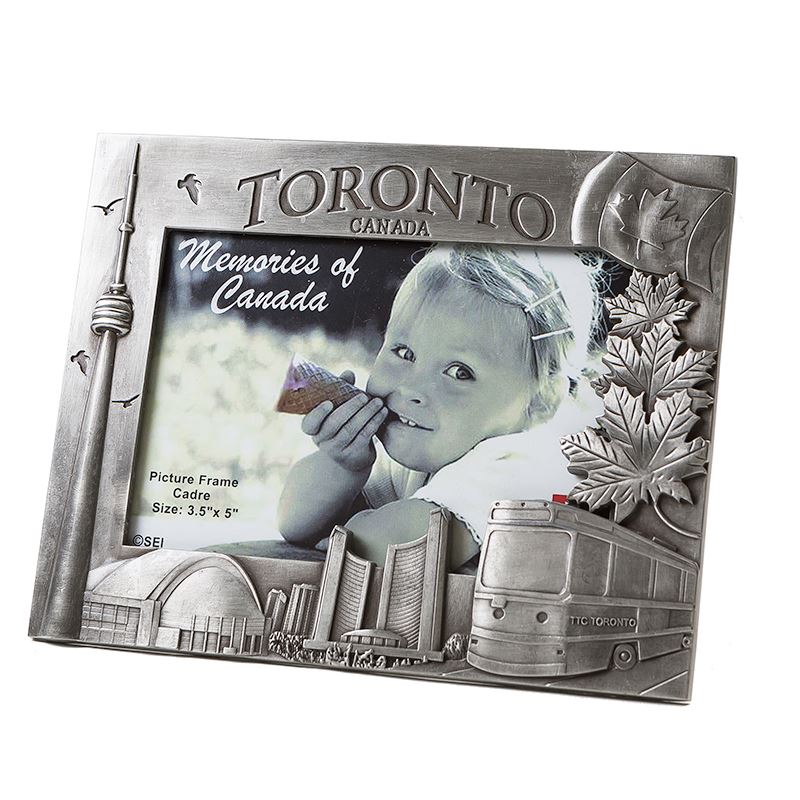 TORONTO
CANADA
Memories of
Canada
Picture Frame
Cadre
Size: 3.5" x 5"
©SEI
TTC TORONTO